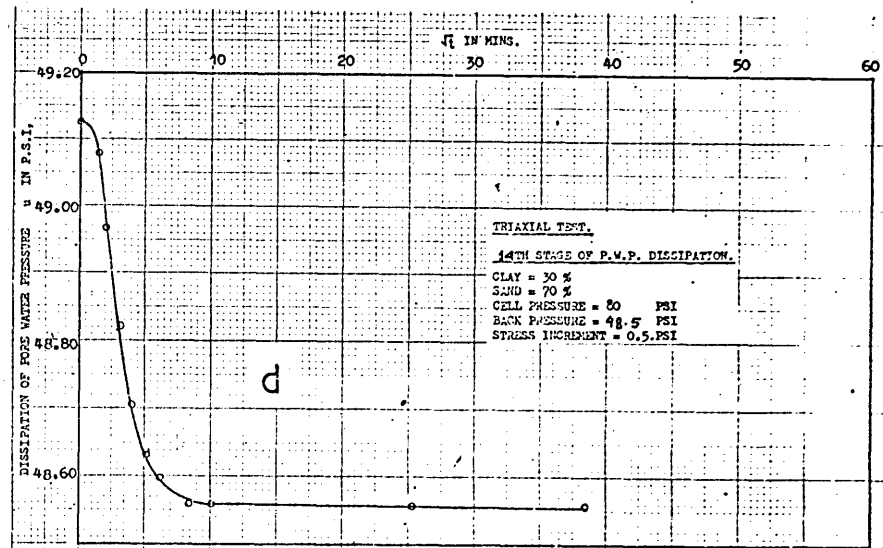 √t IN MINS.
0 10 20 30 40 50 60
49.20
49.00
48.80
48.60
DISSIPATION OF PORE WATER PRESSURE u IN P.S.I.
TRIAXIAL TEST.
14TH STAGE OF P.W.P. DISSIPATION.
CLAY = 30 %
SAND = 70 %
CELL PRESSURE = 80 PSI
BACK PRESSURE = 48.5 PSI
STRESS INCREMENT = 0.5.PSI
d